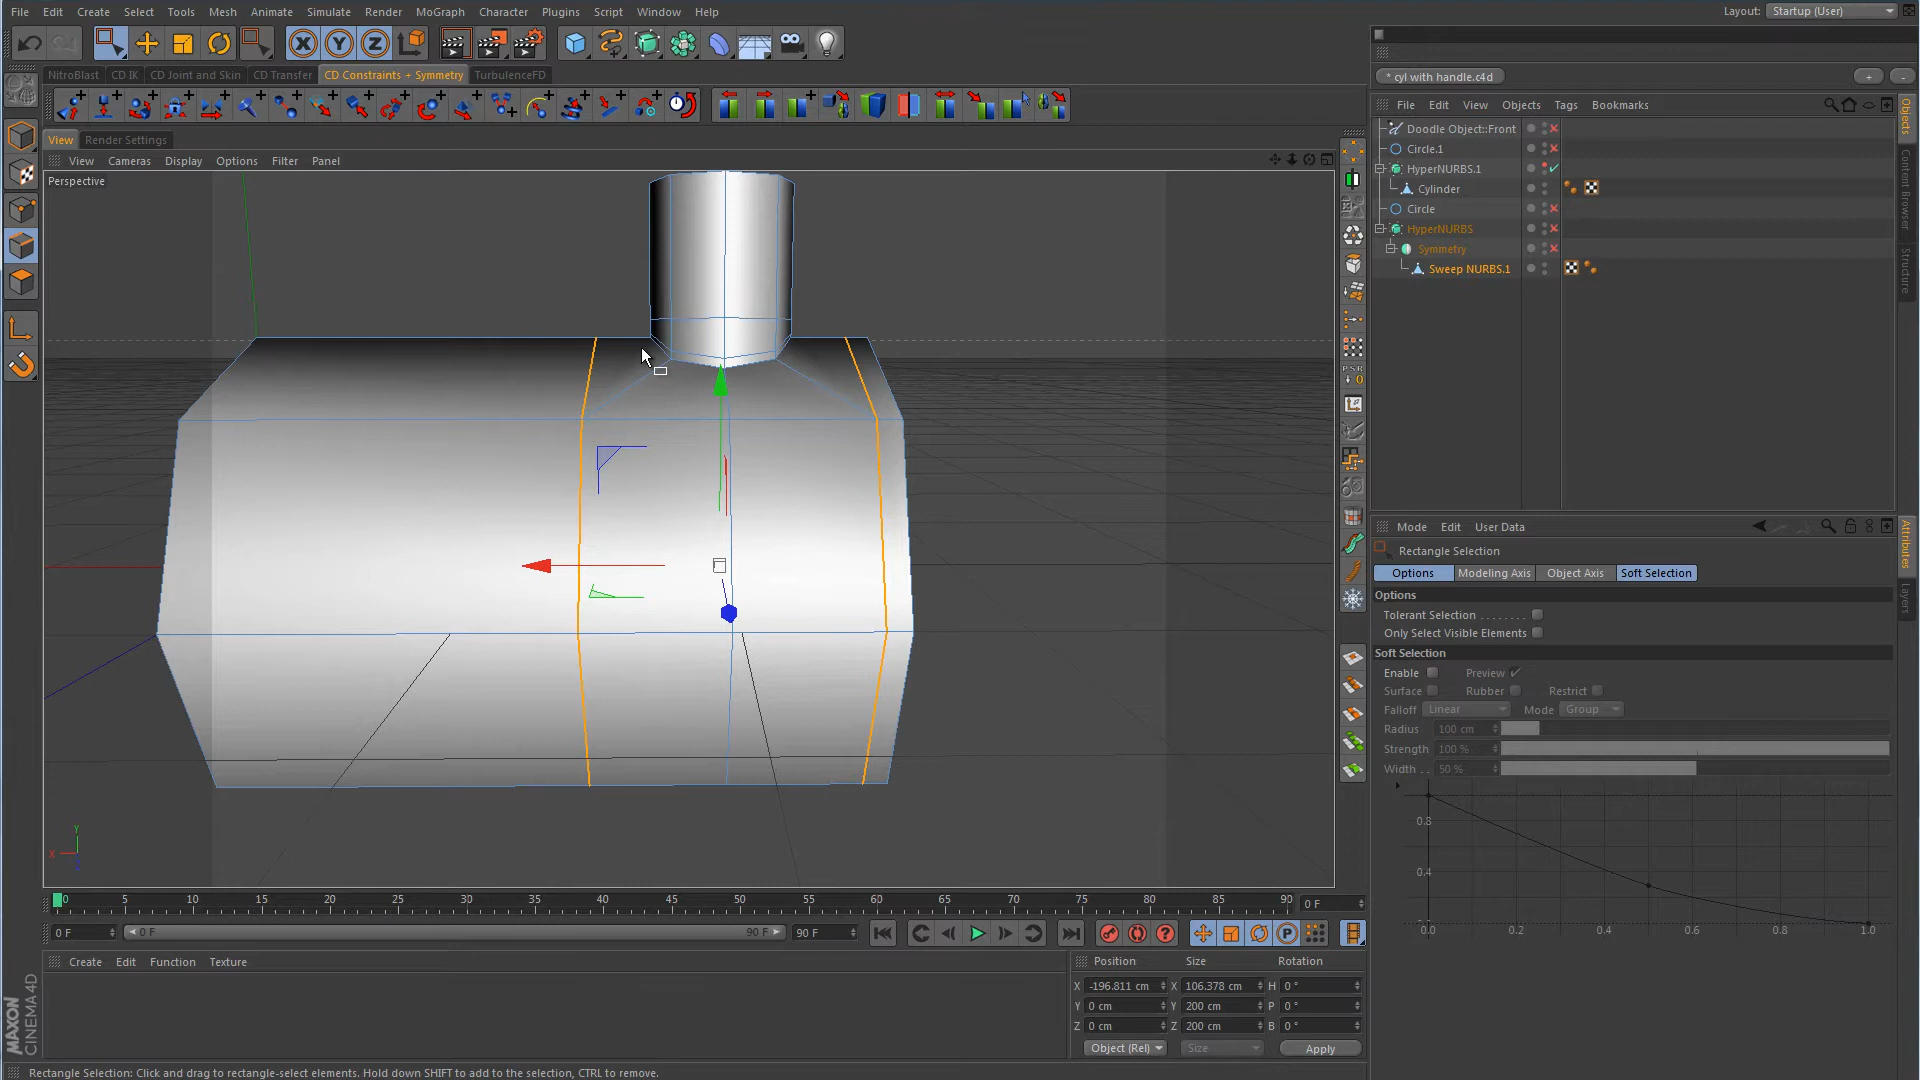 File Edit Create Select Tools Mesh Animate Simulate Render MoGraph Character Plugins Script Window Help
Layout: Startup (User)
NitroBlast CD IK CD Joint and Skin CD Transfer CD Constraints + Symmetry TurbulenceFD
* cyl with handle.c4d + -
File Edit View Objects Tags Bookmarks
Doodle Object::Front
Circle.1
HyperNURBS.1
Cylinder
Circle
HyperNURBS
Symmetry
Sweep NURBS.1
Objects
Content Browser
Structure
View Render Settings
View Cameras Display Options Filter Panel
Perspective
X Y Z
PSR
0
Mode Edit User Data
Rectangle Selection
Options Modeling Axis Object Axis Soft Selection
Options
Tolerant Selection
Only Select Visible Elements
Soft Selection
Enable Preview
Surface Rubber Restrict
Falloff Linear Mode Group
Radius 100 cm
Strength 100 %
Width . . 50 %
0.8
0.4
0.0 0.2 0.4 0.6 0.8 1.0
Attributes
Layers
Y
X
0 5 10 15 20 25 30 35 40 45 50 55 60 65 70 75 80 85 90 0 F
0 F 0 F 90 F 90 F
P
Create Edit Function Texture
Position Size Rotation
X -196.811 cm X 106.378 cm H 0 °
Y 0 cm Y 200 cm P 0 °
Z 0 cm Z 200 cm B 0 °
Object (Rel) Size Apply
MAXON
CINEMA 4D
Rectangle Selection: Click and drag to rectangle-select elements. Hold down SHIFT to add to the selection, CTRL to remove.